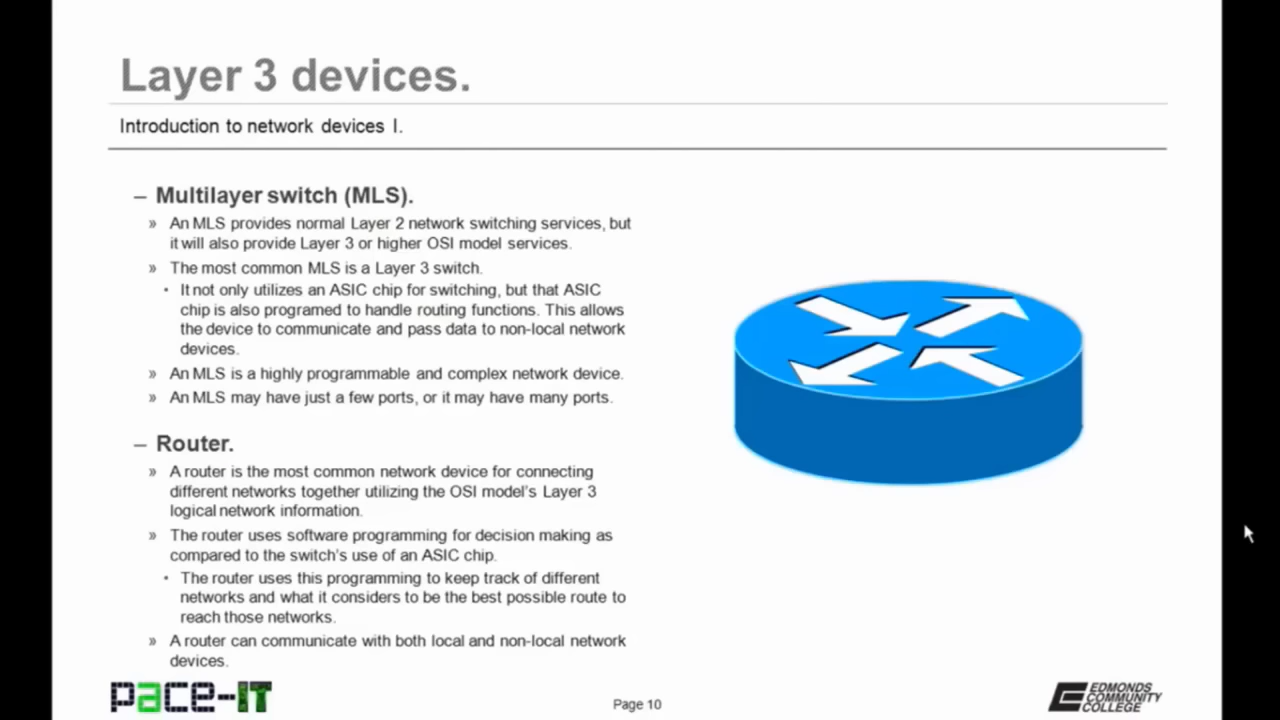 Layer 3 devices.
Introduction to network devices I.
– Multilayer switch (MLS).
» An MLS provides normal Layer 2 network switching services, but
it will also provide Layer 3 or higher OSI model services.
» The most common MLS is a Layer 3 switch.
• It not only utilizes an ASIC chip for switching, but that ASIC
chip is also programed to handle routing functions. This allows
the device to communicate and pass data to non-local network
devices.
» An MLS is a highly programmable and complex network device.
» An MLS may have just a few ports, or it may have many ports.
– Router.
» A router is the most common network device for connecting
different networks together utilizing the OSI model's Layer 3
logical network information.
» The router uses software programming for decision making as
compared to the switch's use of an ASIC chip.
• The router uses this programming to keep track of different
networks and what it considers to be the best possible route to
reach those networks.
» A router can communicate with both local and non-local network
devices.
pace-IT
Page 10
EDMONDS
COMMUNITY
COLLEGE